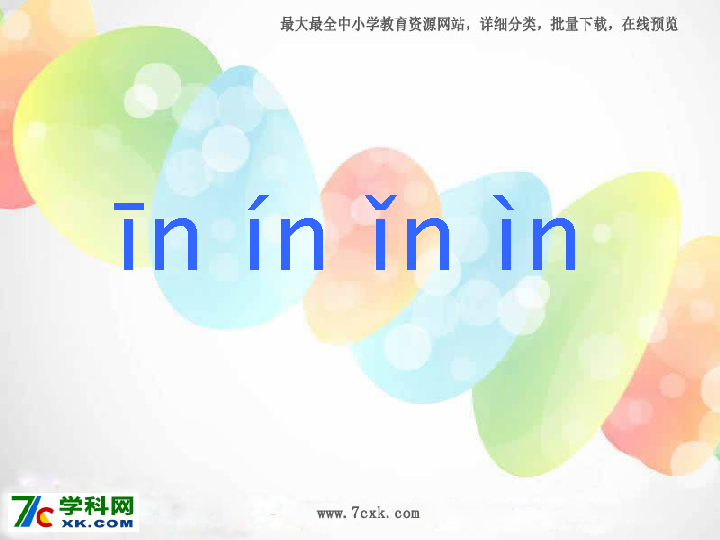 最大最全中小学教育资源网站，详细分类，批量下载，在线预览
īn ín ǐn ìn
7c 学科网
XK.COM
www.7cxk.com